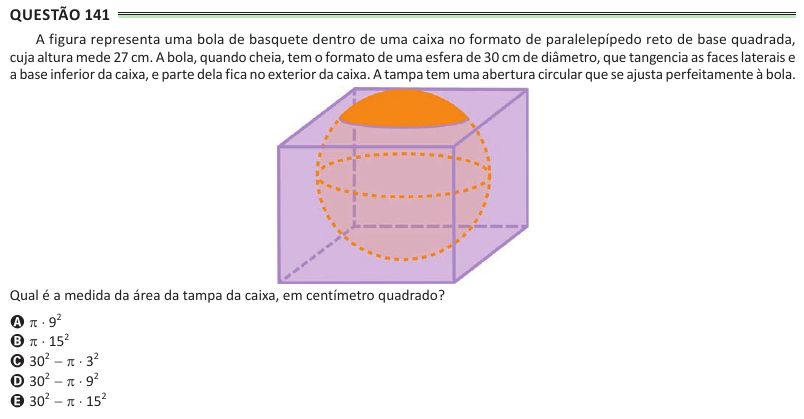 QUESTÃO 141
A figura representa uma bola de basquete dentro de uma caixa no formato de paralelepípedo reto de base quadrada,
cuja altura mede 27 cm. A bola, quando cheia, tem o formato de uma esfera de 30 cm de diâmetro, que tangencia as faces laterais e
a base inferior da caixa, e parte dela fica no exterior da caixa. A tampa tem uma abertura circular que se ajusta perfeitamente à bola.
Qual é a medida da área da tampa da caixa, em centímetro quadrado?
A π · 9²
B π · 15²
C 30² − π · 3²
D 30² − π · 9²
E 30² − π · 15²